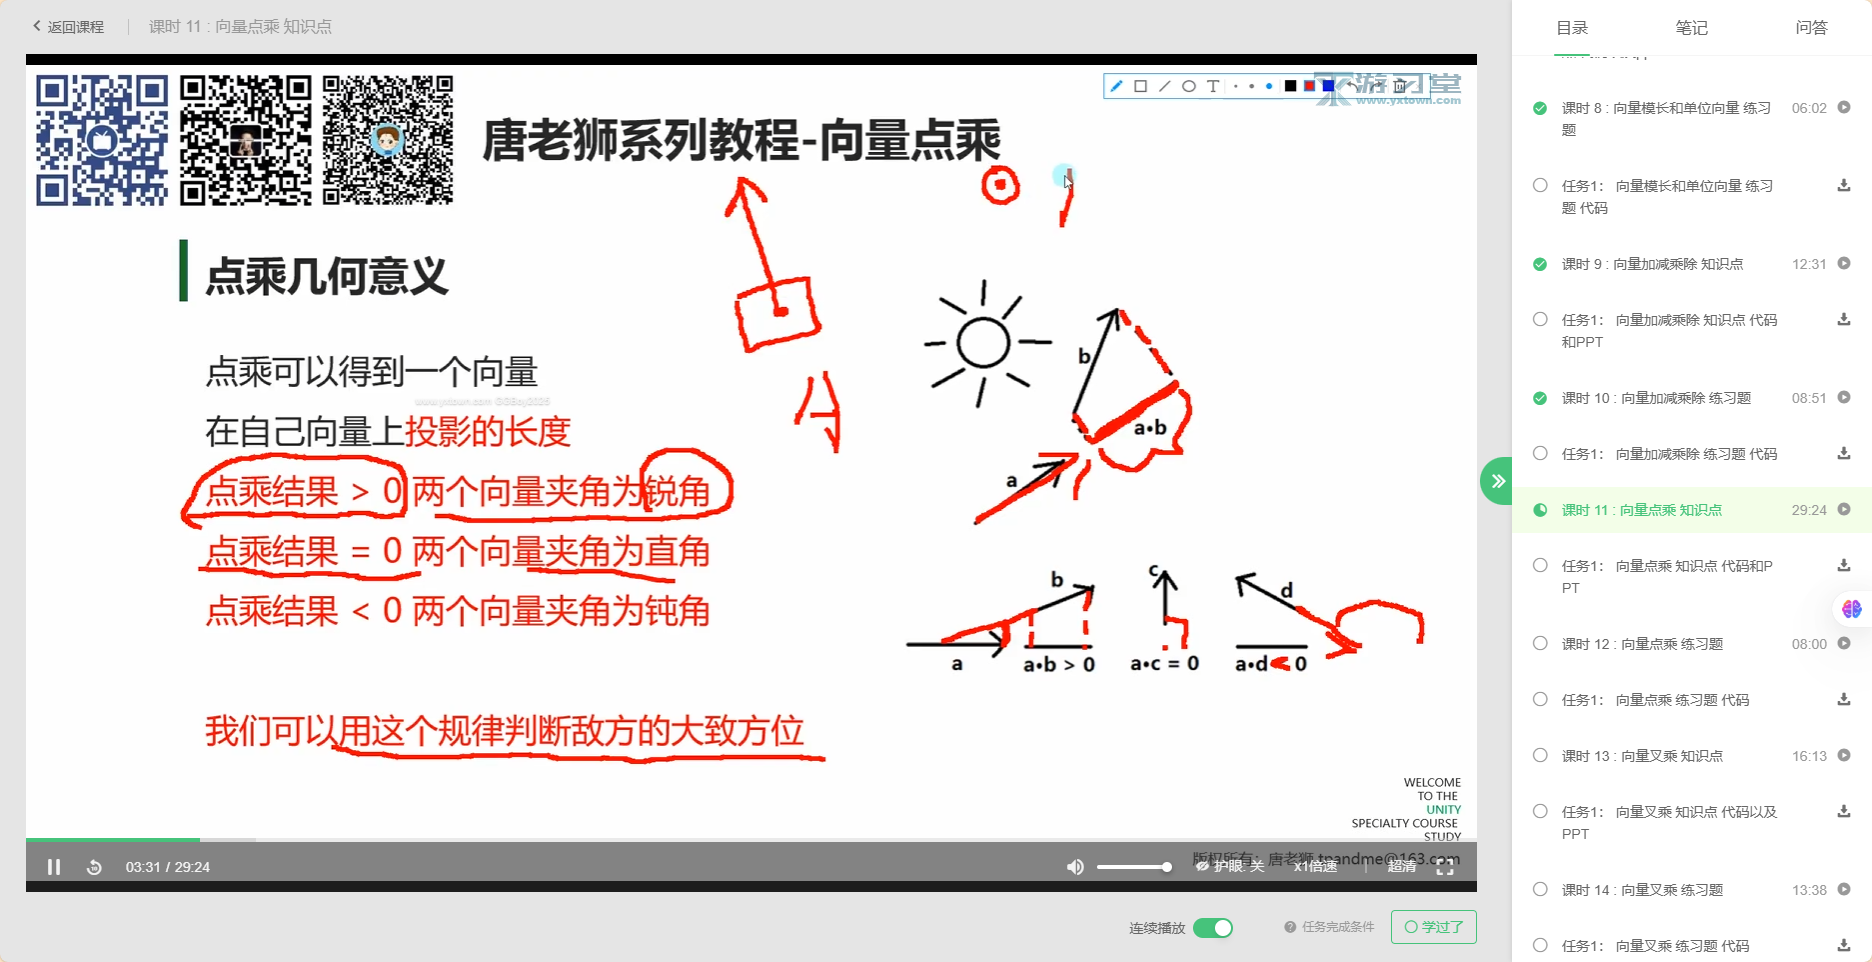 返回课程
课时 11 : 向量点乘 知识点
目录
笔记
问答
游习堂
www.yxtown.com
T
唐老狮系列教程-向量点乘
点乘几何意义
点乘可以得到一个向量
www.yxtown.com GGBoy2025
在自己向量上投影的长度
点乘结果 > 0 两个向量夹角为锐角
点乘结果 = 0 两个向量夹角为直角
点乘结果 < 0 两个向量夹角为钝角
我们可以用这个规律判断敌方的大致方位
A
b
a•b
a
b
c
d
a
a•b > 0
a•c = 0
a•d < 0
WELCOME
TO THE
UNITY
SPECIALTY COURSE
STUDY
版权所有：唐老狮 tpandme@163.com
03:31 / 29:24
护眼: 关
x1倍速
超清
连续播放
任务完成条件
学过了
课时 8 : 向量模长和单位向量 练习
题
06:02
任务1： 向量模长和单位向量 练习
题 代码
课时 9 : 向量加减乘除 知识点
12:31
任务1： 向量加减乘除 知识点 代码
和PPT
课时 10 : 向量加减乘除 练习题
08:51
任务1： 向量加减乘除 练习题 代码
课时 11 : 向量点乘 知识点
29:24
任务1： 向量点乘 知识点 代码和P
PT
课时 12 : 向量点乘 练习题
08:00
任务1： 向量点乘 练习题 代码
课时 13 : 向量叉乘 知识点
16:13
任务1： 向量叉乘 知识点 代码以及
PPT
课时 14 : 向量叉乘 练习题
13:38
任务1： 向量叉乘 练习题 代码